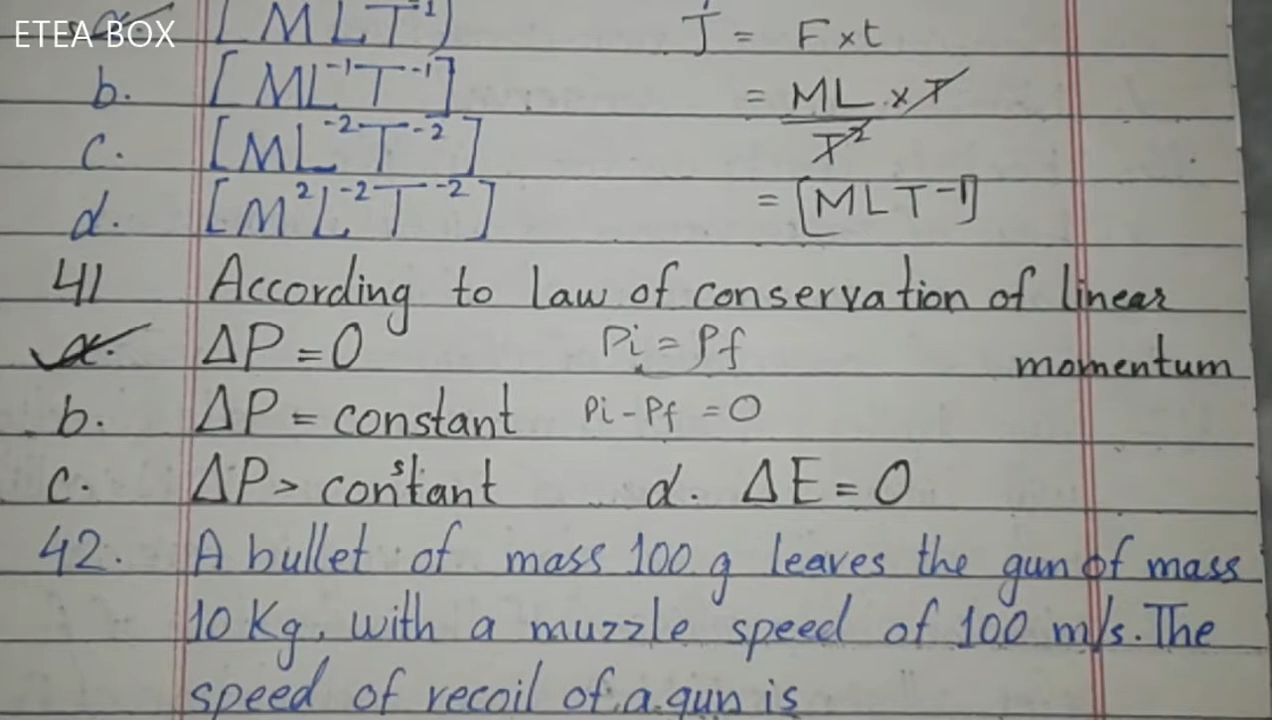 ETEA BOX
a. [MLT⁻¹] J = F×t
b. [ML⁻¹T⁻¹] = ML × T
c. [ML⁻²T⁻²] T²
d. [M²L⁻²T⁻²] = [MLT⁻¹]
41 According to law of conservation of linear
a. ΔP = 0 Pi = Pf momentum
b. ΔP = constant Pi - Pf = 0
c. ΔP > constant d. ΔE = 0
42. A bullet of mass 100 g leaves the gun of mass
10 Kg, with a muzzle speed of 100 m/s. The
speed of recoil of a gun is